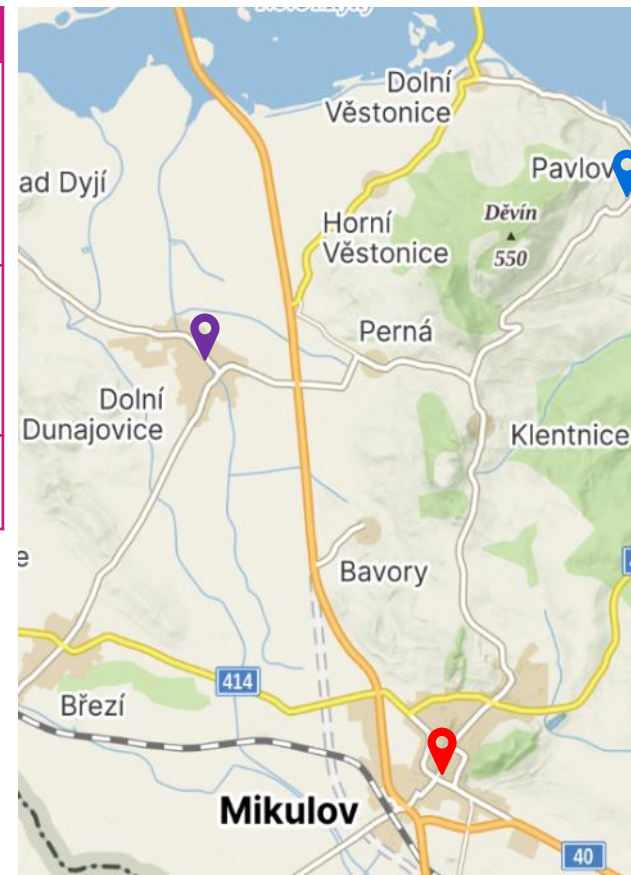 Dolní
Věstonice
Pavlov
ad Dyjí
Děvín
550
Horní
Věstonice
Perná
Dolní
Dunajovice
Klentnice
e
Bavory
414
Březí
Mikulov
40